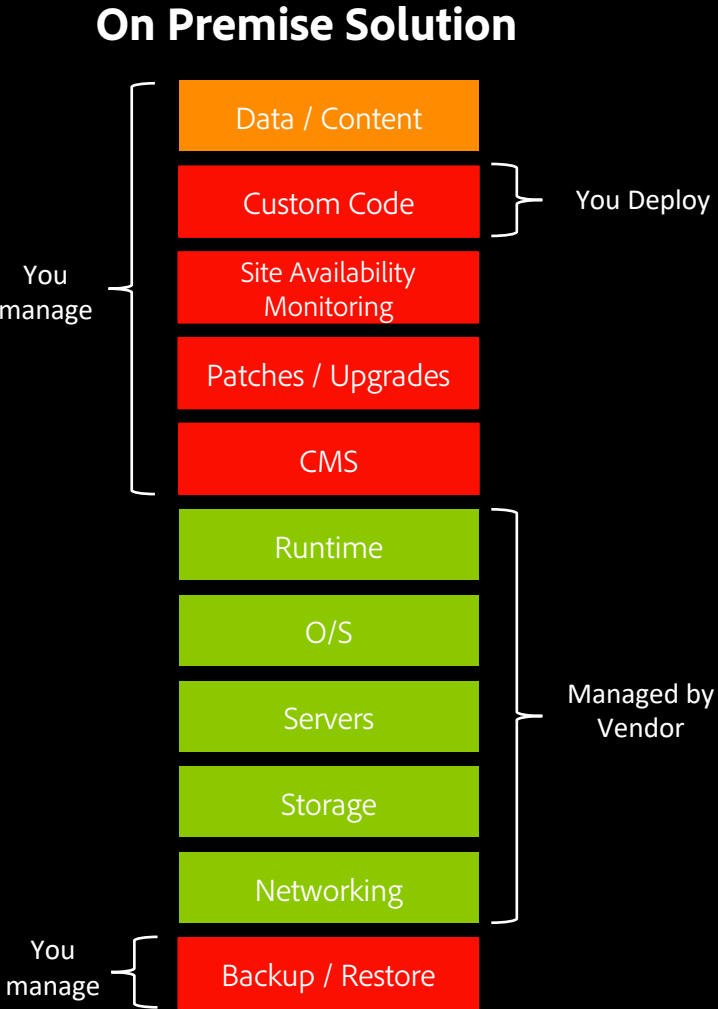 On Premise Solution
Data / Content
Custom Code
You Deploy
You
manage
Site Availability
Monitoring
Patches / Upgrades
CMS
Runtime
O/S
Servers
Managed by
Vendor
Storage
Networking
You
manage
Backup / Restore